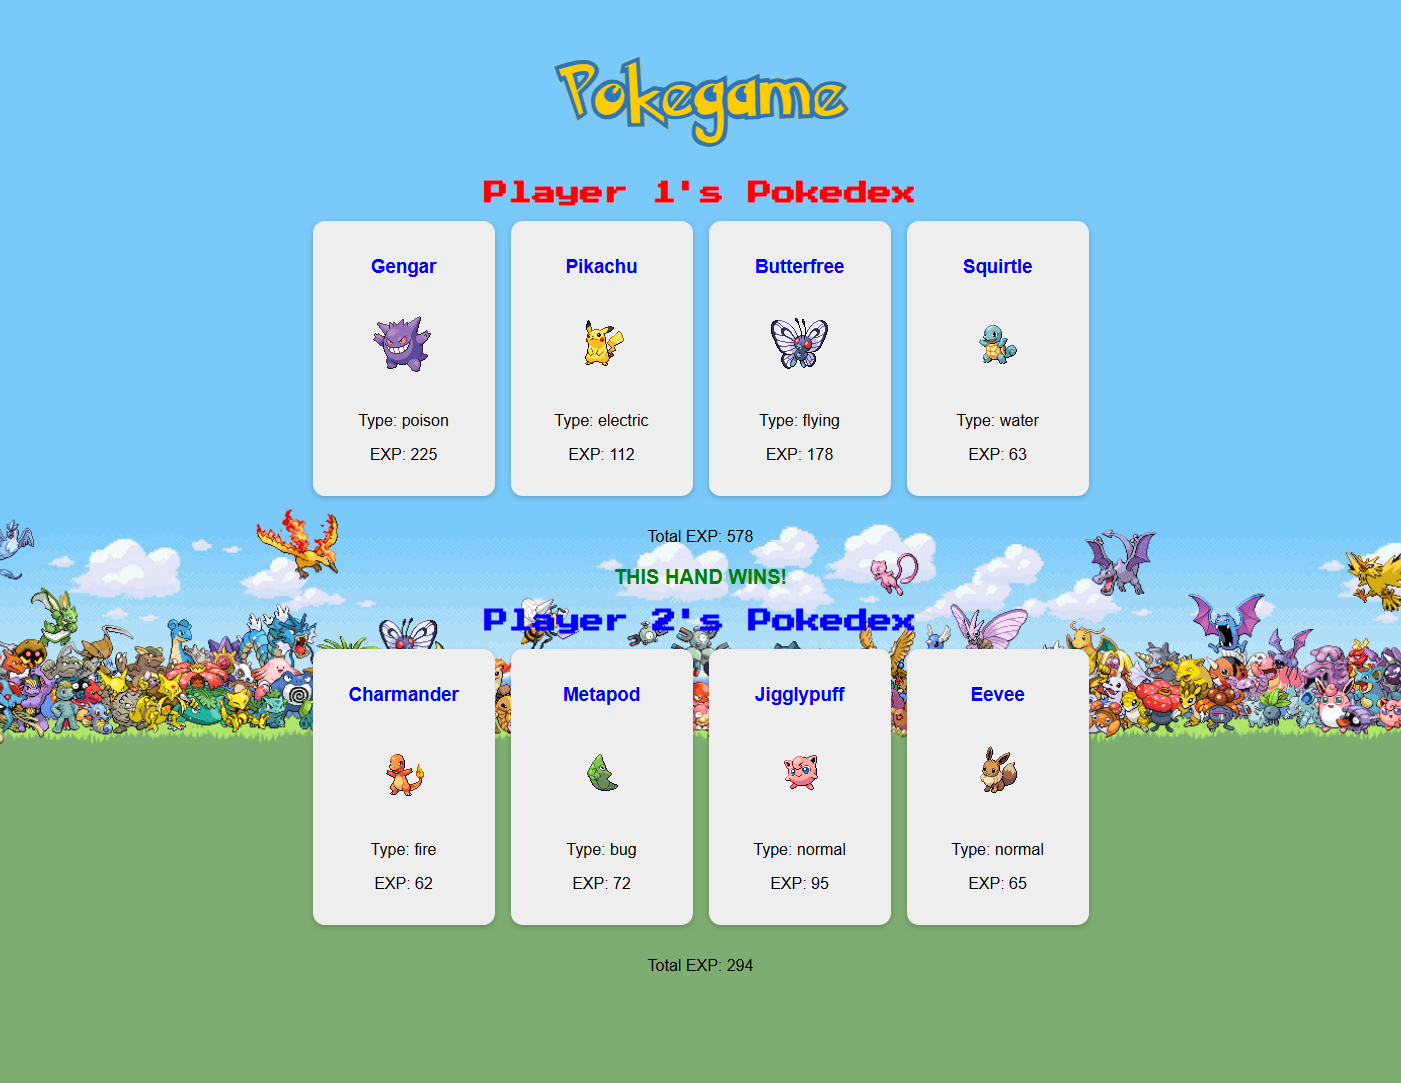 Pokegame
Player 1's Pokedex
Gengar
Pikachu
Butterfree
Squirtle
Type: poison
Type: electric
Type: flying
Type: water
EXP: 225
EXP: 112
EXP: 178
EXP: 63
Total EXP: 578
THIS HAND WINS!
Player 2's Pokedex
Charmander
Metapod
Jigglypuff
Eevee
Type: fire
Type: bug
Type: normal
Type: normal
EXP: 62
EXP: 72
EXP: 95
EXP: 65
Total EXP: 294